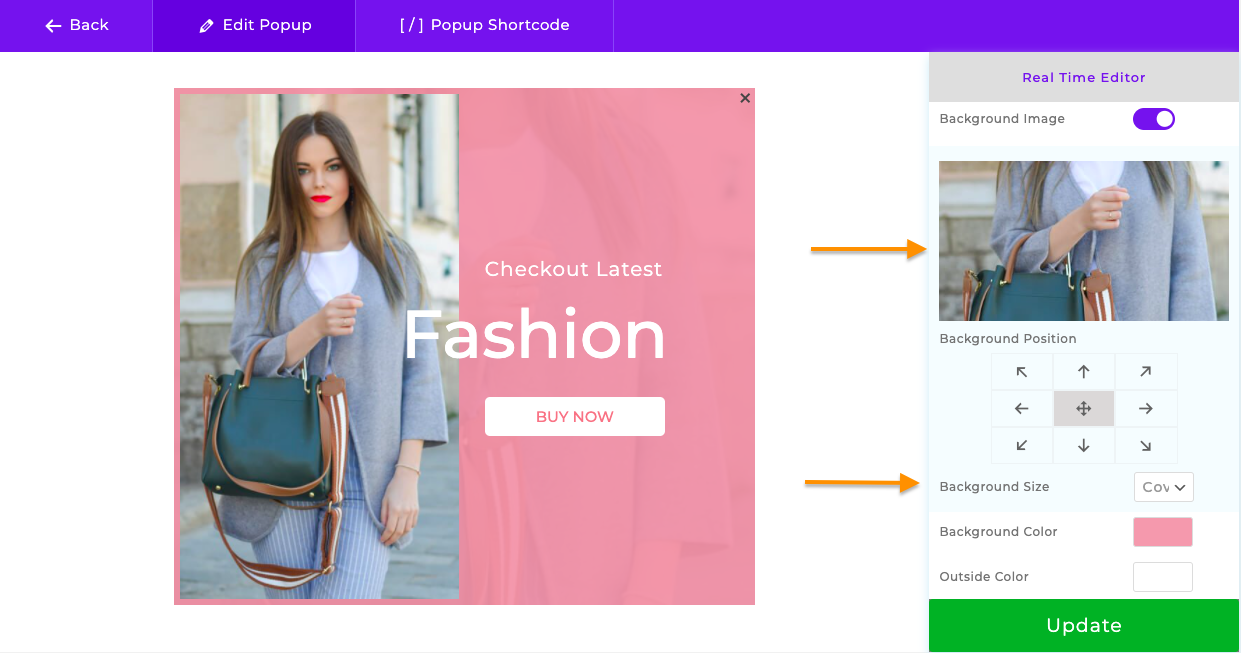 Back
Edit Popup
[ / ] Popup Shortcode
Real Time Editor
Background Image
Checkout Latest
Fashion
BUY NOW
Background Position
Background Size
Cov
Background Color
Outside Color
Update